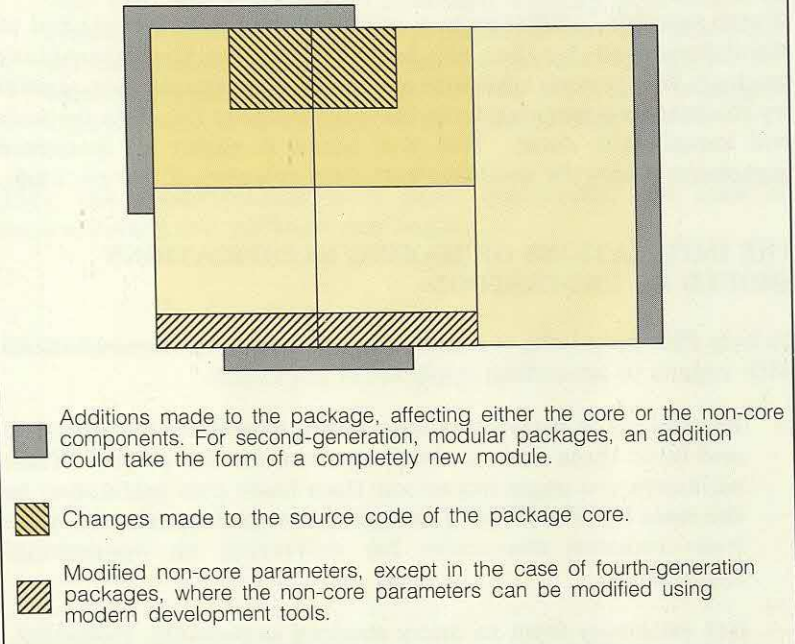 Additions made to the package, affecting either the core or the non-core
components. For second-generation, modular packages, an addition
could take the form of a completely new module.
Changes made to the source code of the package core.
Modified non-core parameters, except in the case of fourth-generation
packages, where the non-core parameters can be modified using
modern development tools.